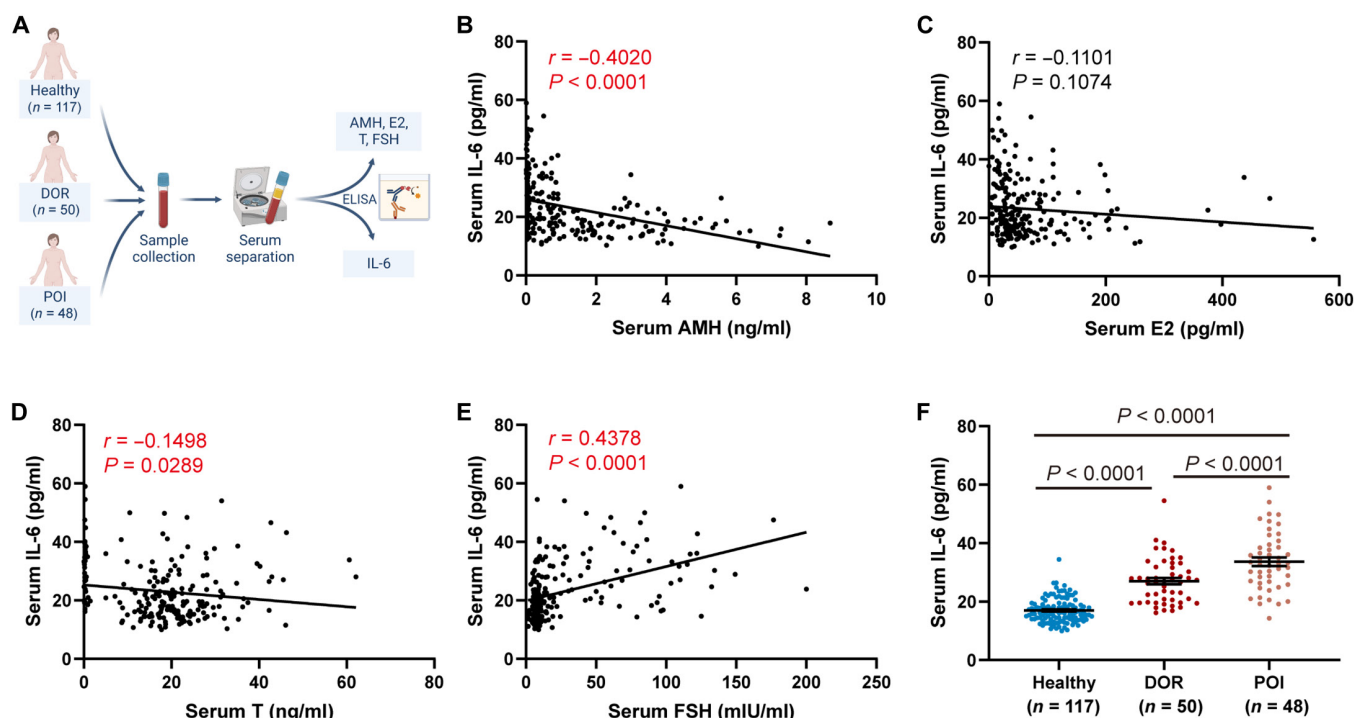 A
Healthy
(n = 117)
DOR
(n = 50)
POI
(n = 48)
Sample
collection
Serum
separation
AMH, E2,
T, FSH
ELISA
IL-6
B
r = –0.4020
P < 0.0001
Serum IL-6 (pg/ml)
80
60
40
20
0
0 2 4 6 8 10
Serum AMH (ng/ml)
C
r = –0.1101
P = 0.1074
Serum IL-6 (pg/ml)
80
60
40
20
0
0 200 400 600
Serum E2 (pg/ml)
D
r = –0.1498
P = 0.0289
Serum IL-6 (pg/ml)
80
60
40
20
0
0 20 40 60 80
Serum T (ng/ml)
E
r = 0.4378
P < 0.0001
Serum IL-6 (pg/ml)
80
60
40
20
0
0 50 100 150 200 250
Serum FSH (mIU/ml)
F
P < 0.0001
P < 0.0001 P < 0.0001
Serum IL-6 (pg/ml)
80
60
40
20
0
Healthy DOR POI
(n = 117) (n = 50) (n = 48)